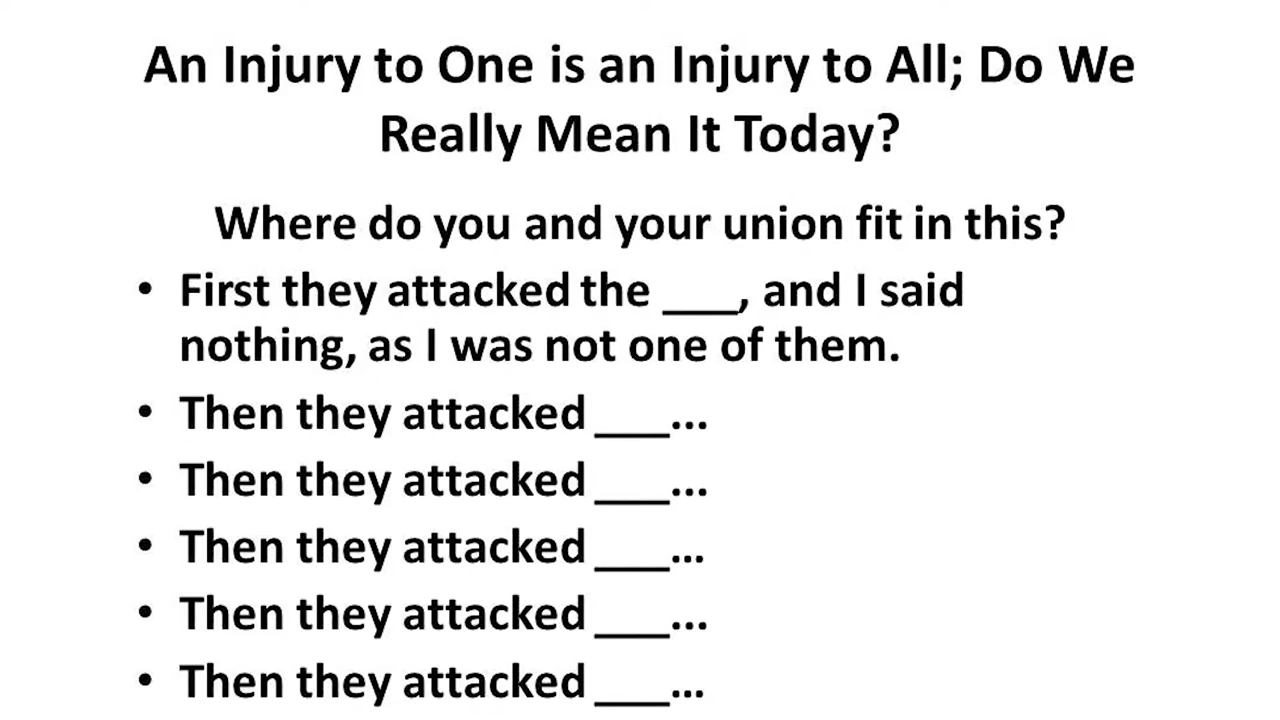 An Injury to One is an Injury to All; Do We
Really Mean It Today?
Where do you and your union fit in this?
• First they attacked the ___, and I said
nothing, as I was not one of them.
• Then they attacked ___...
• Then they attacked ___...
• Then they attacked ___...
• Then they attacked ___...
• Then they attacked ___...